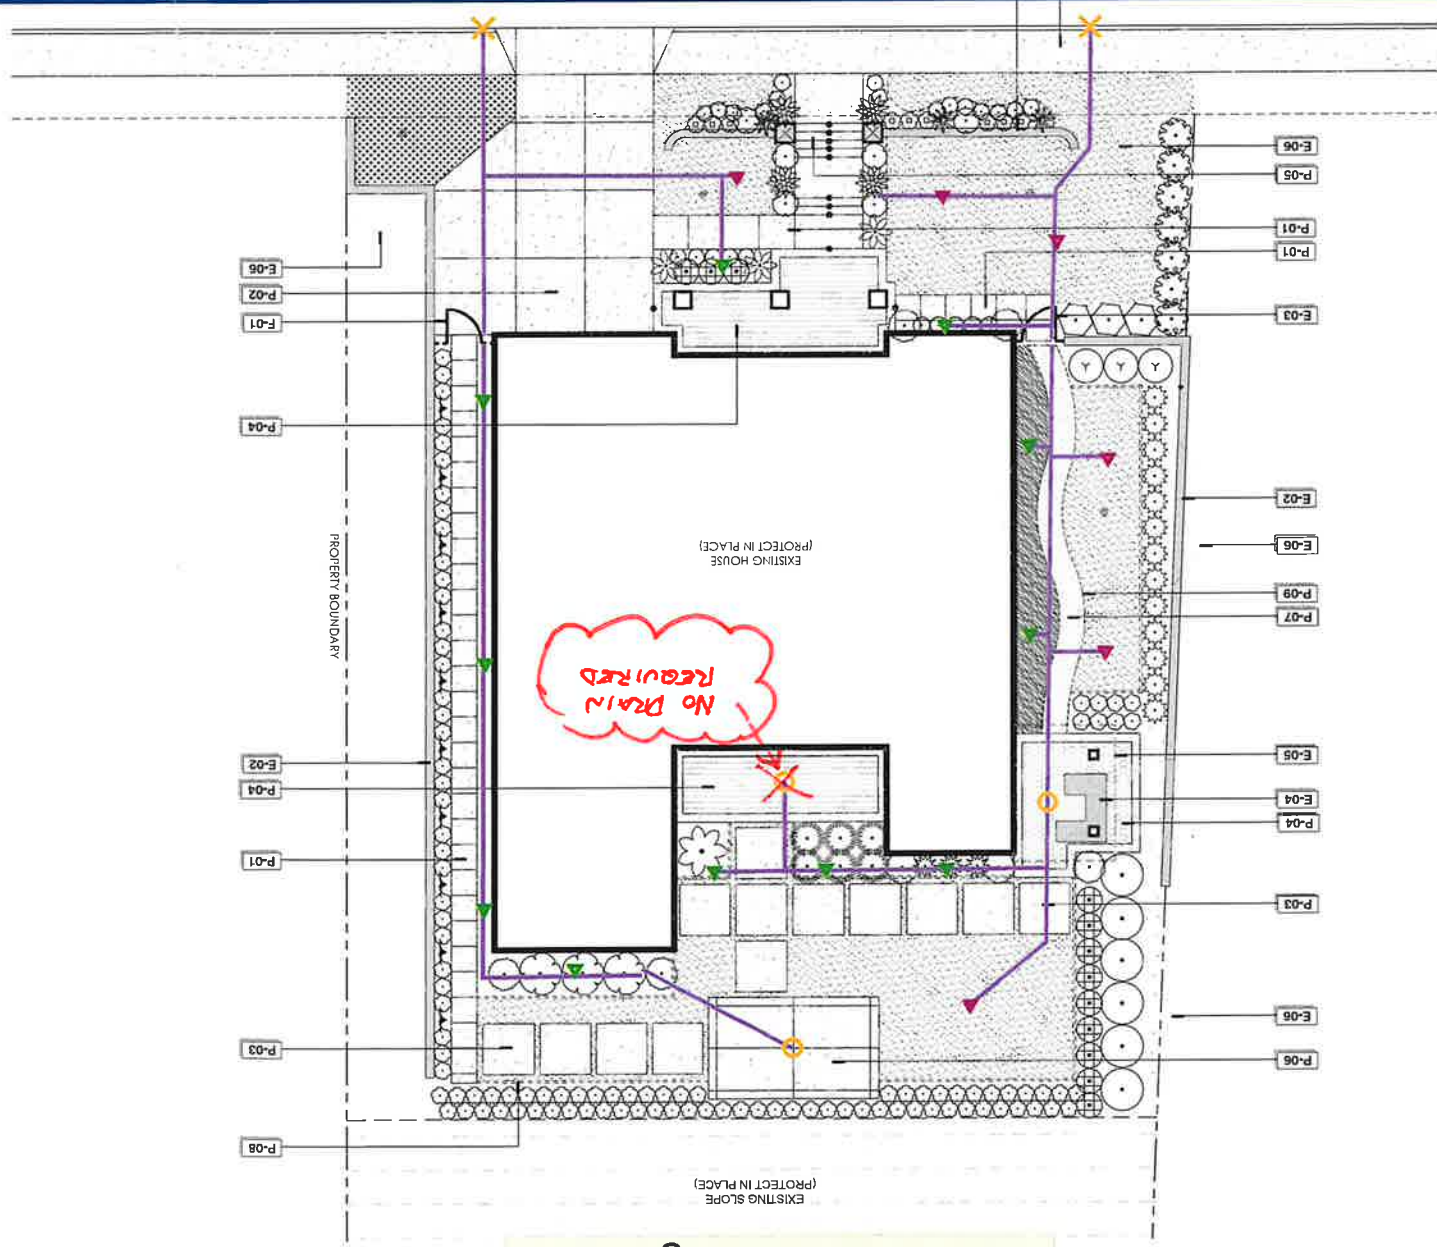 EXISTING SLOPE
(PROTECT IN PLACE)
P-08
P-06
P-03
E-06
P-03
P-01
P-04
E-04
P-04
E-02
E-05
NO DRAIN
REQUIRED
P-07
P-09
PROPERTY BOUNDARY
EXISTING HOUSE
(PROTECT IN PLACE)
E-06
E-02
P-04
F-01
E-03
P-02
E-06
P-01
P-01
P-05
E-06